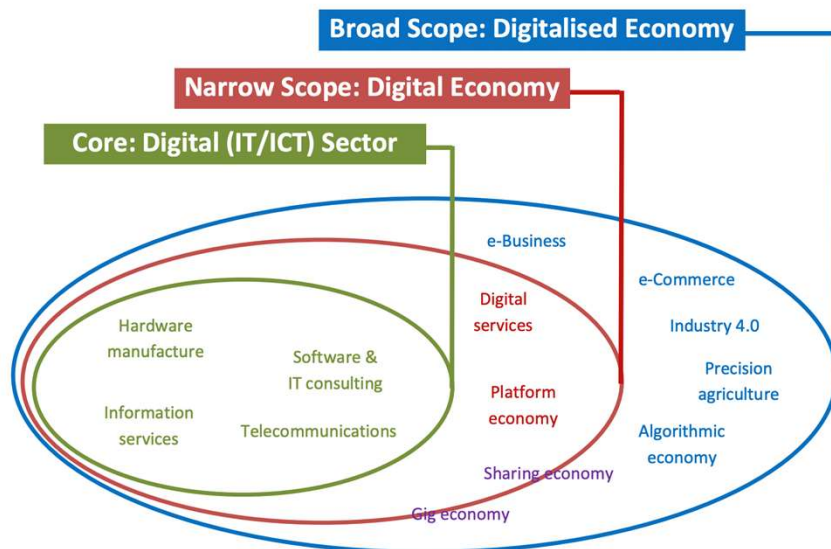 Broad Scope: Digitalised Economy
Narrow Scope: Digital Economy
Core: Digital (IT/ICT) Sector
e-Business
e-Commerce
Digital
services
Industry 4.0
Hardware
manufacture
Software &
IT consulting
Precision
agriculture
Platform
economy
Information
services
Telecommunications
Algorithmic
economy
Sharing economy
Gig economy